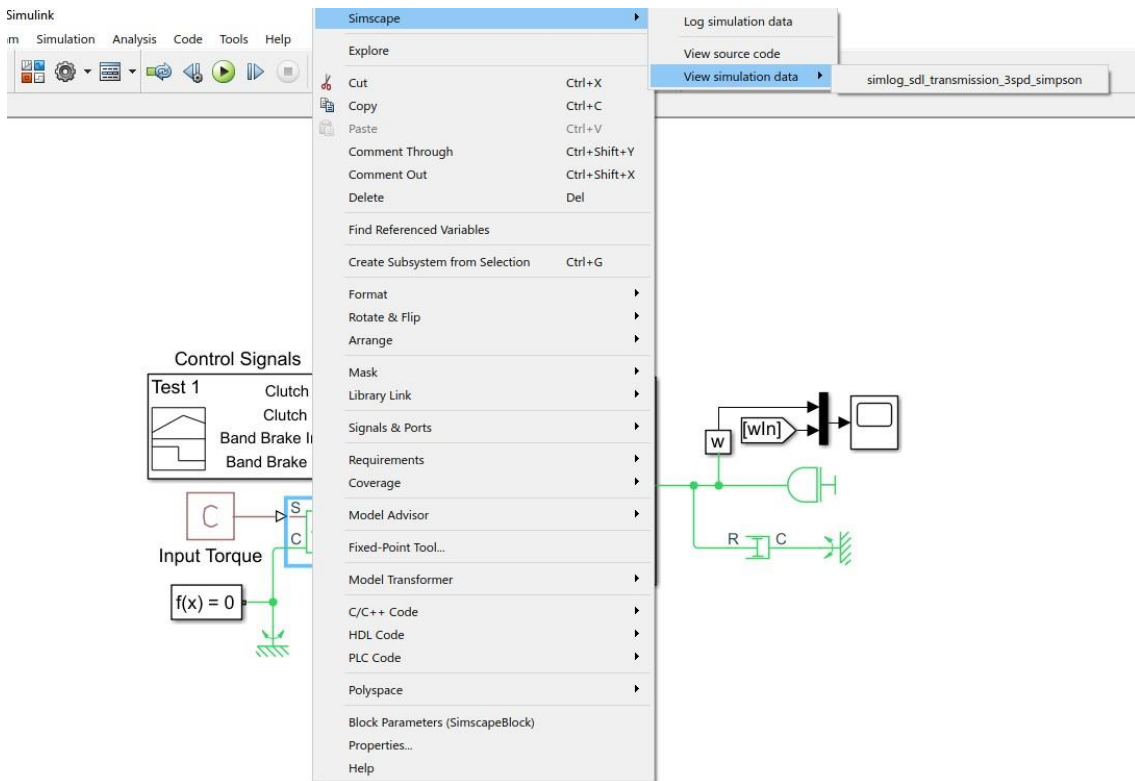 Simulink
m Simulation Analysis Code Tools Help
Simscape
Log simulation data
View source code
View simulation data
simlog_sdl_transmission_3spd_simpson
Explore
Cut Ctrl+X
Copy Ctrl+C
Paste Ctrl+V
Comment Through Ctrl+Shift+Y
Comment Out Ctrl+Shift+X
Delete Del
Find Referenced Variables
Create Subsystem from Selection Ctrl+G
Format
Rotate & Flip
Arrange
Mask
Library Link
Signals & Ports
Requirements
Coverage
Model Advisor
Fixed-Point Tool...
Model Transformer
C/C++ Code
HDL Code
PLC Code
Polyspace
Block Parameters (SimscapeBlock)
Properties...
Help
Control Signals
Test 1
Clutch
Clutch
Band Brake I
Band Brake
C
S
C
Input Torque
f(x) = 0
w
[wIn]
R C